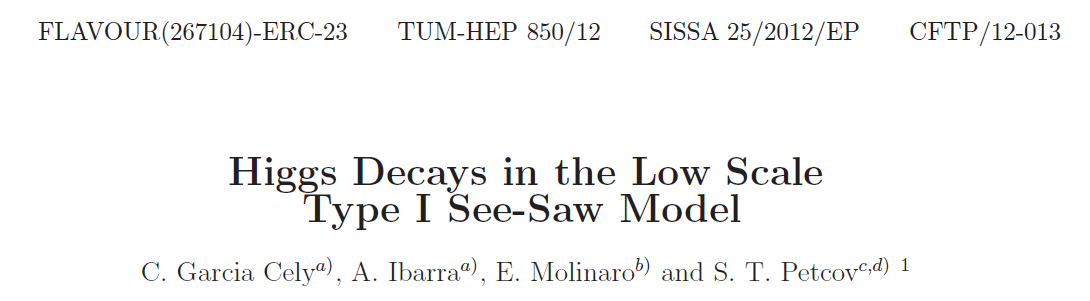 FLAVOUR(267104)-ERC-23 TUM-HEP 850/12 SISSA 25/2012/EP CFTP/12-013
Higgs Decays in the Low Scale
Type I See-Saw Model
C. Garcia Cely^a), A. Ibarra^a), E. Molinaro^b) and S. T. Petcov^c,d) 1